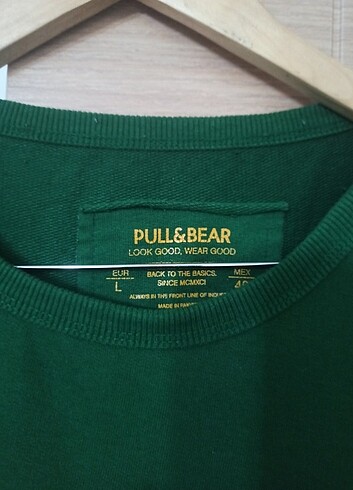 PULL&BEAR
LOOK GOOD, WEAR GOOD
EUR BACK TO THE BASICS. MEX
L SINCE MCMXCI
ALWAYS IN THE FRONT LINE OF
MADE IN